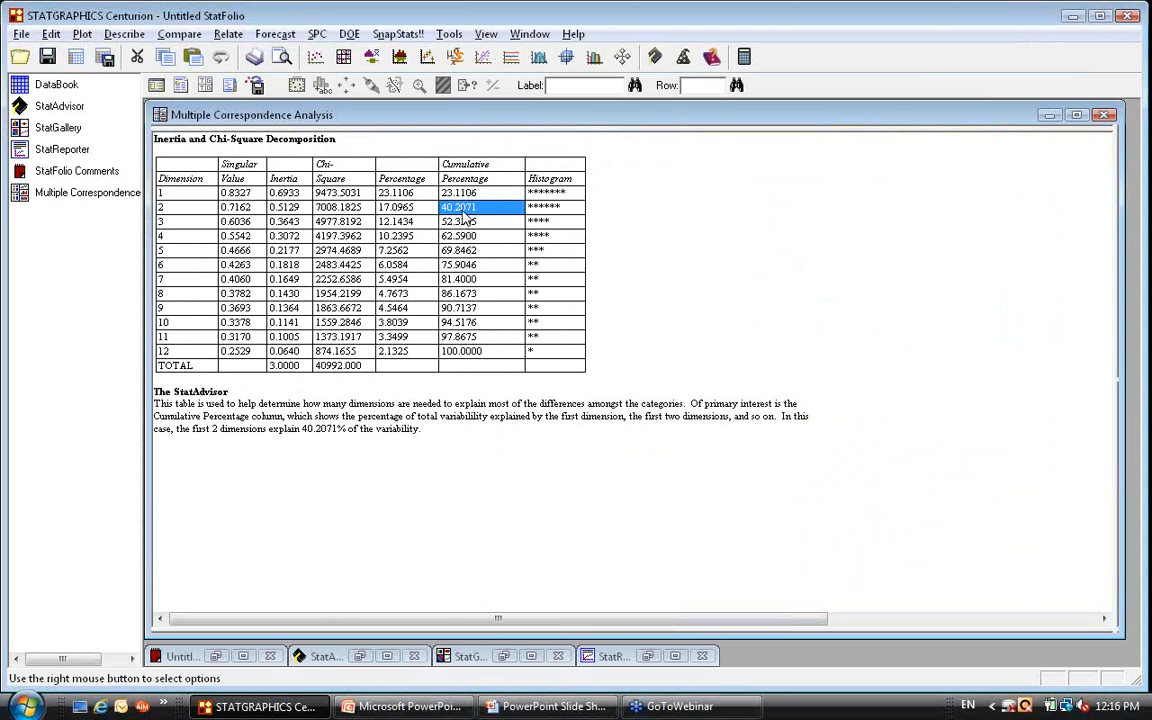 STATGRAPHICS Centurion - Untitled StatFolio
File Edit Plot Describe Compare Relate Forecast SPC DOE SnapStats!! Tools View Window Help
Label: Row:
DataBook
StatAdvisor
StatGallery
StatReporter
StatFolio Comments
Multiple Correspondence
Multiple Correspondence Analysis
Inertia and Chi-Square Decomposition
Singular Chi- Cumulative
Dimension Value Inertia Square Percentage Percentage Histogram
1 0.8327 0.6933 9473.5031 23.1106 23.1106 *******
2 0.7162 0.5129 7008.1825 17.0965 40.2071 ******
3 0.6036 0.3643 4977.8192 12.1434 ****
4 0.5542 0.3072 4197.3962 10.2395 62.5900 ****
5 0.4666 0.2177 2974.4689 7.2562 69.8462 ***
6 0.4263 0.1818 2483.4425 6.0584 75.9046 **
7 0.4060 0.1649 2252.6586 5.4954 81.4000 **
8 0.3782 0.1430 1954.2199 4.7673 86.1673 **
9 0.3693 0.1364 1863.6672 4.5464 90.7137 **
10 0.3378 0.1141 1559.2846 3.8039 94.5176 **
11 0.3170 0.1005 1373.1917 3.3499 97.8675 **
12 0.2529 0.0640 874.1655 2.1325 100.0000 *
TOTAL 3.0000 40992.000
The StatAdvisor
This table is used to help determine how many dimensions are needed to explain most of the differences amongst the categories. Of primary interest is the
Cumulative Percentage column, which shows the percentage of total variablility explained by the first dimension, the first two dimensions, and so on. In this
case, the first 2 dimensions explain 40.2071% of the variability.
Untitl... StatA... StatG... StatR...
Use the right mouse button to select options
STATGRAPHICS Ce... Microsoft PowerPoi... PowerPoint Slide Sh... GoToWebinar EN 12:16 PM